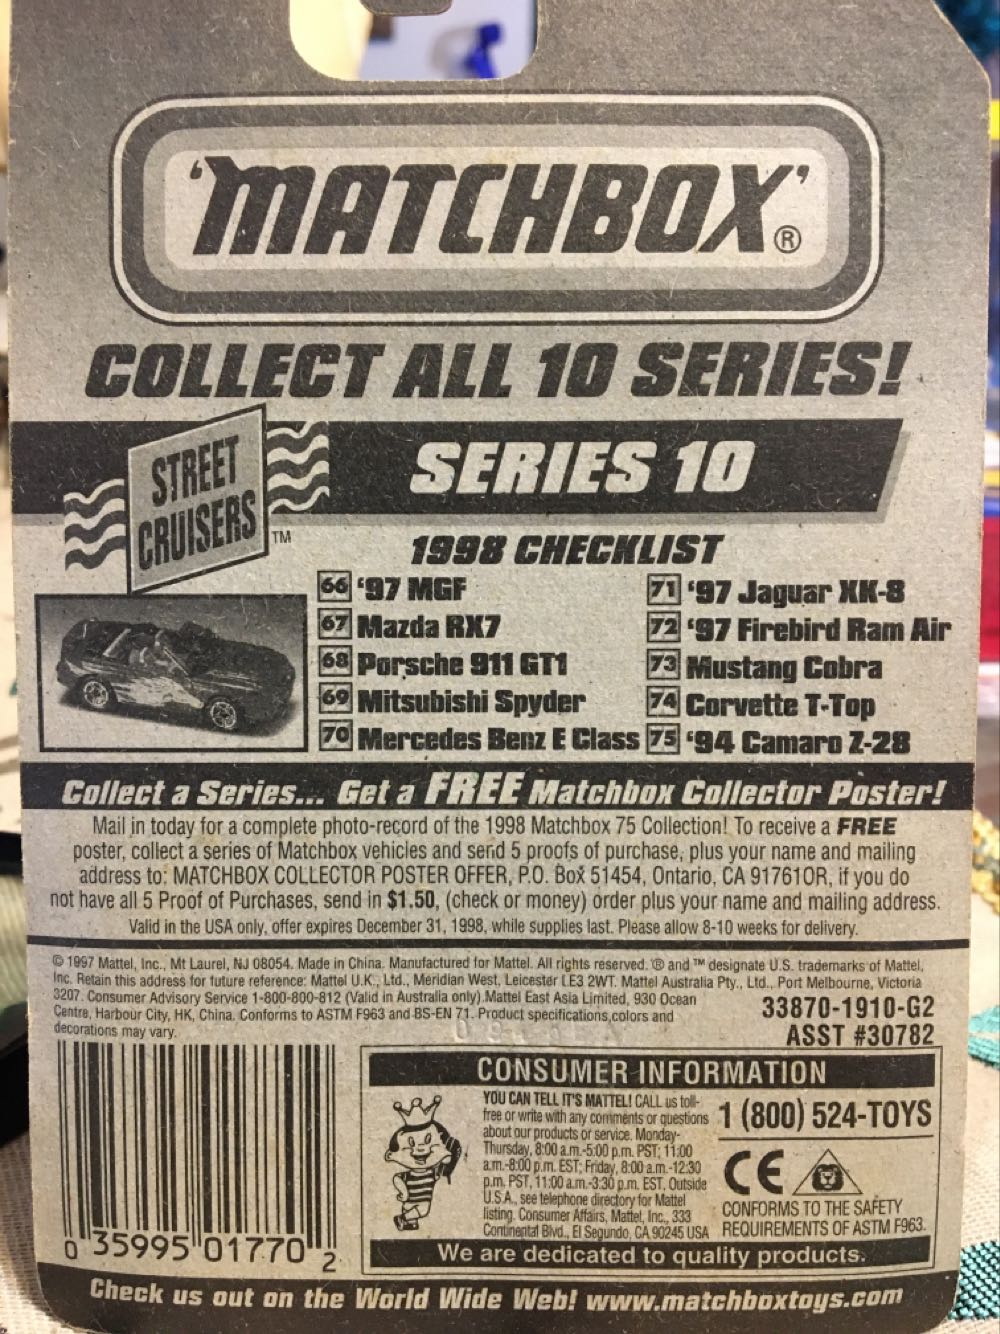 'MATCHBOX'®
COLLECT ALL 10 SERIES!
STREET
CRUISERS™
SERIES 10
1998 CHECKLIST
66 '97 MGF
67 Mazda RX7
68 Porsche 911 GT1
69 Mitsubishi Spyder
70 Mercedes Benz E Class
71 '97 Jaguar XK-8
72 '97 Firebird Ram Air
73 Mustang Cobra
74 Corvette T-Top
75 '94 Camaro Z-28
Collect a Series... Get a FREE Matchbox Collector Poster!
Mail in today for a complete photo-record of the 1998 Matchbox 75 Collection! To receive a FREE
poster, collect a series of Matchbox vehicles and send 5 proofs of purchase, plus your name and mailing
address to: MATCHBOX COLLECTOR POSTER OFFER, P.O. Box 51454, Ontario, CA 91761OR, if you do
not have all 5 Proof of Purchases, send in $1.50, (check or money) order plus your name and mailing address.
Valid in the USA only, offer expires December 31, 1998, while supplies last. Please allow 8-10 weeks for delivery.
© 1997 Mattel, Inc., Mt Laurel, NJ 08054. Made in China. Manufactured for Mattel. All rights reserved. ® and ™ designate U.S. trademarks of Mattel,
Inc. Retain this address for future reference: Mattel U.K., Ltd., Meridian West, Leicester LE3 2WT. Mattel Australia Pty., Ltd., Port Melbourne, Victoria
3207. Consumer Advisory Service 1-800-800-812 (Valid in Australia only). Mattel East Asia Limited, 930 Ocean
Centre, Harbour City, HK, China. Conforms to ASTM F963 and BS-EN 71. Product specifications, colors and
decorations may vary.
33870-1910-G2
ASST #30782
CONSUMER INFORMATION
YOU CAN TELL IT'S MATTEL! CALL us toll-
free or write with any comments or questions
about our products or service. Monday-
Thursday, 8:00 a.m.-5:00 p.m. PST; 11:00
a.m.-8:00 p.m. EST; Friday, 8:00 a.m.-12:30
p.m. PST, 11:00 a.m.-3:30 p.m. EST. Outside
U.S.A., see telephone directory for Mattel
listing. Consumer Affairs, Mattel, Inc., 333
Continental Blvd., El Segundo, CA 90245 USA
1 (800) 524-TOYS
CE
CONFORMS TO THE SAFETY
REQUIREMENTS OF ASTM F963.
We are dedicated to quality products.
0 35995 01770 2
Check us out on the World Wide Web! www.matchboxtoys.com